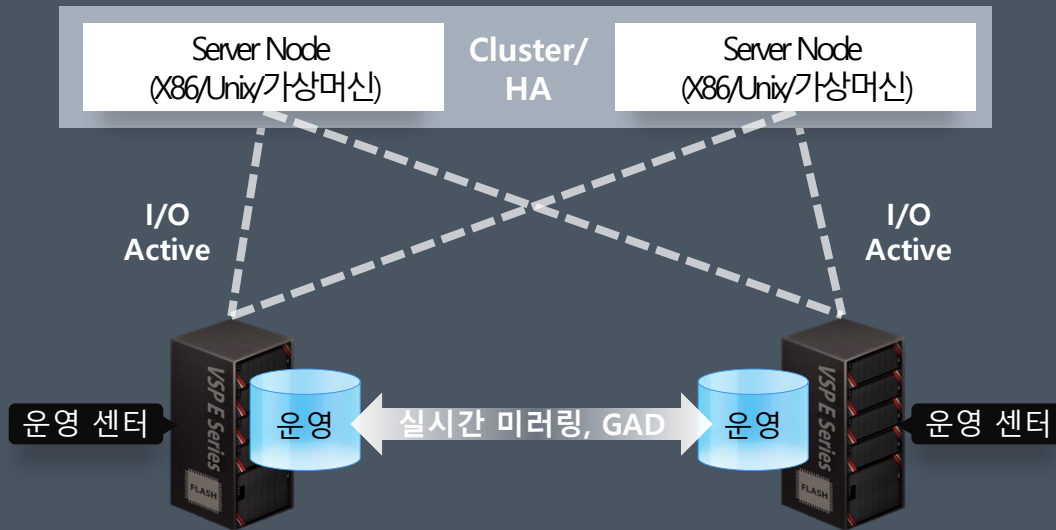 Server Node
(X86/Unix/가상머신)
Cluster/
HA
Server Node
(X86/Unix/가상머신)
I/O
Active
I/O
Active
VSP E Series
FLASH
운영 센터
운영
실시간 미러링, GAD
운영
VSP E Series
FLASH
운영 센터